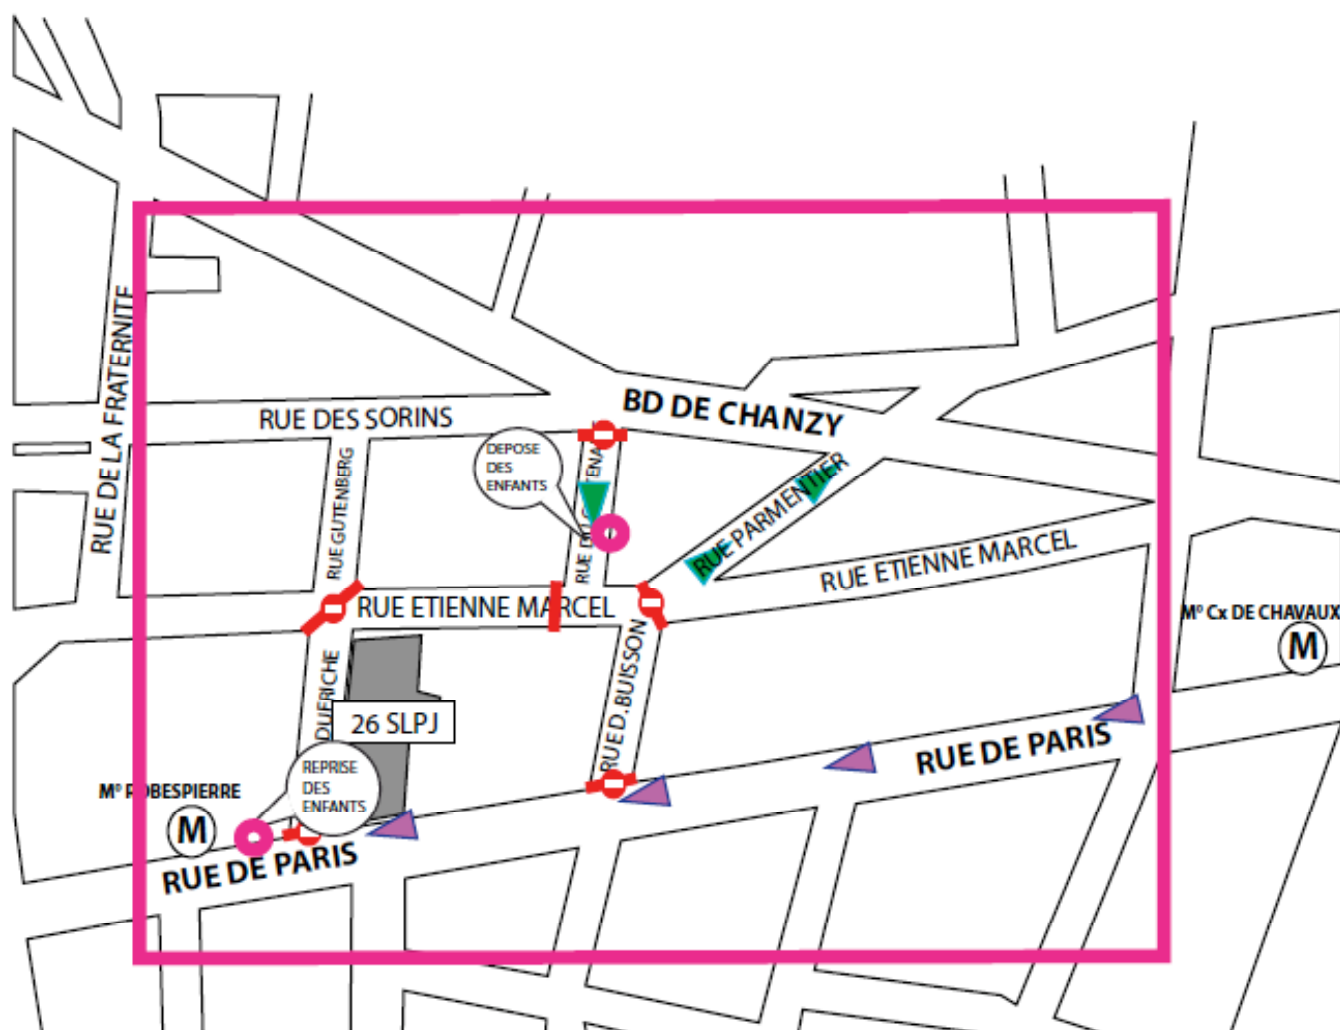 RUE DE LA FRATERNITE
RUE DES SORINS
BD DE CHANZY
RUE GUTENBERG
DEPOSE
DES
ENFANTS
RUE PARMENTIER
RUE ETIENNE MARCEL
RUE ETIENNE MARCEL
M° Cx DE CHAVAUX
M
DUFRICHE
26 SLPJ
RUE D. BUISSON
RUE DE PARIS
REPRISE
DES
ENFANTS
M° ROBESPIERRE
M
RUE DE PARIS